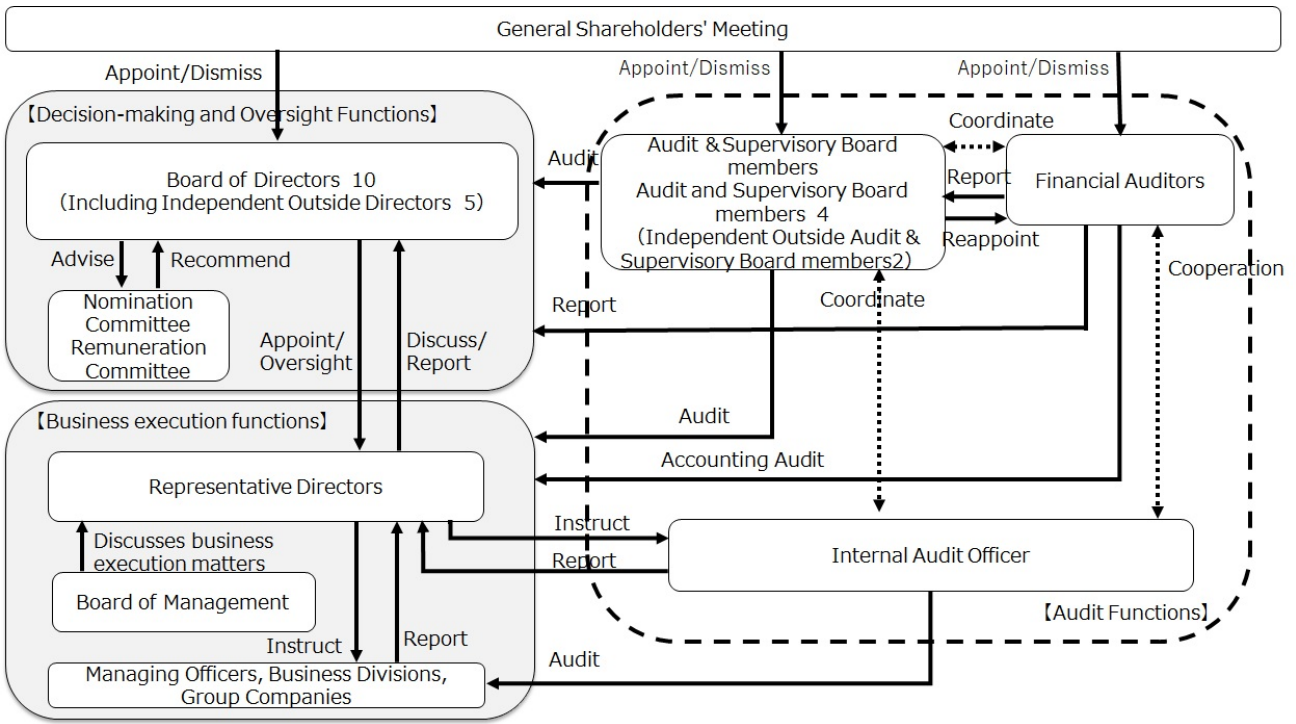 General Shareholders' Meeting
Appoint/Dismiss
Appoint/Dismiss
Appoint/Dismiss
【Decision-making and Oversight Functions】
Board of Directors 10
（Including Independent Outside Directors 5）
Advise
Recommend
Nomination
Committee
Remuneration
Committee
Appoint/
Oversight
Discuss/
Report
Audit
Audit & Supervisory Board
members
Audit and Supervisory Board
members 4
（Independent Outside Audit &
Supervisory Board members2）
Coordinate
Report
Reappoint
Financial Auditors
Cooperation
Coordinate
Report
Audit
Accounting Audit
【Business execution functions】
Representative Directors
Discusses business
execution matters
Board of Management
Instruct
Report
Instruct
Report
Managing Officers, Business Divisions,
Group Companies
Internal Audit Officer
【Audit Functions】
Audit